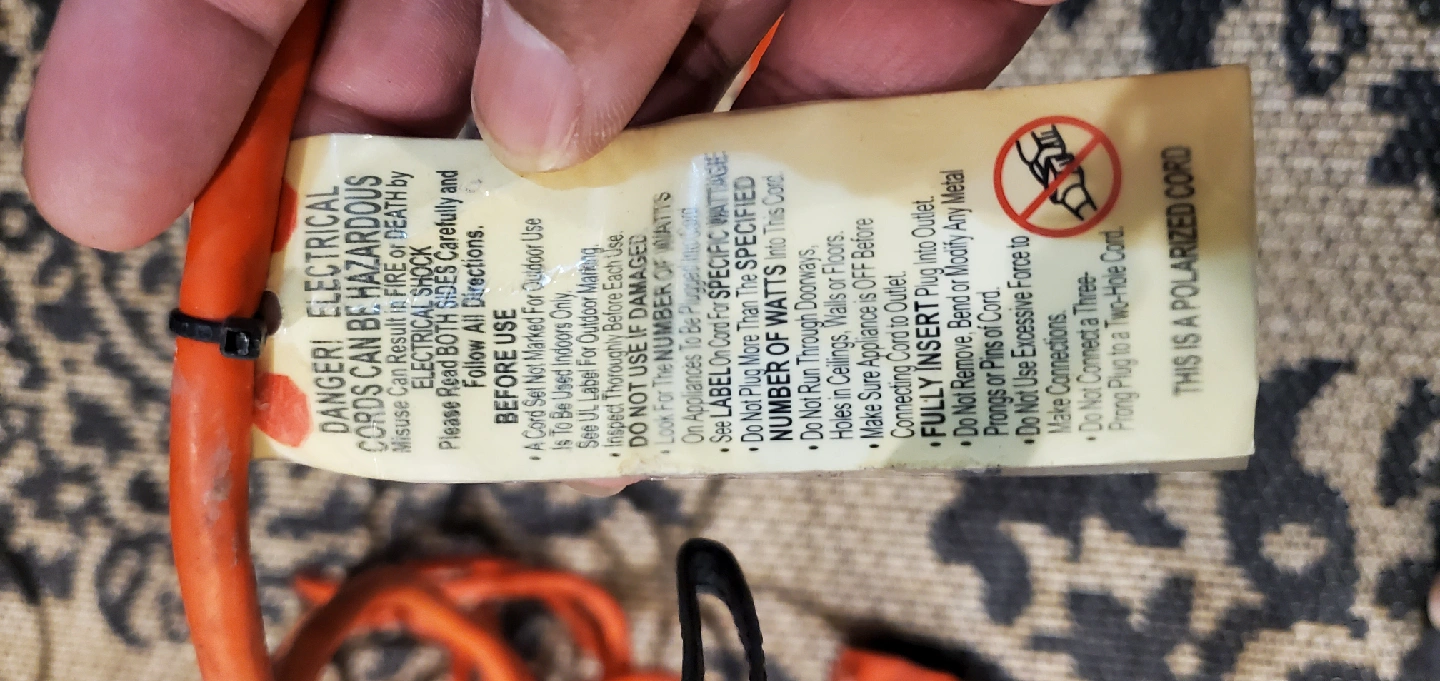 DANGER! ELECTRICAL
CORDS CAN BE HAZARDOUS
Misuse Can Result in FIRE or DEATH by
ELECTRICAL SHOCK
Please Read BOTH SIDES Carefully and
Follow All Directions.
BEFORE USE
• A Cord Set Not Marked For Outdoor Use
Is To Be Used Indoors Only
See UL Label For Outdoor Marking.
• Inspect Thoroughly Before Each Use.
DO NOT USE IF DAMAGED
• Look For The NUMBER OF WATTS
On Appliances To Be Plugged Into Cord
• See LABEL On Cord For SPECIFIC WATTAGE.
• Do Not Plug More Than The SPECIFIED
NUMBER OF WATTS Into This Cord.
• Do Not Run Through Doorways,
Holes in Ceilings, Walls or Floors.
• Make Sure Appliance is OFF Before
Connecting Cord to Outlet.
• FULLY INSERT Plug into Outlet.
• Do Not Remove, Bend or Modify Any Metal
Prongs or Pins of Cord.
• Do Not Use Excessive Force to
Make Connections.
• Do Not Connect a Three-
Prong Plug to a Two-Hole Cord.
THIS IS A POLARIZED CORD